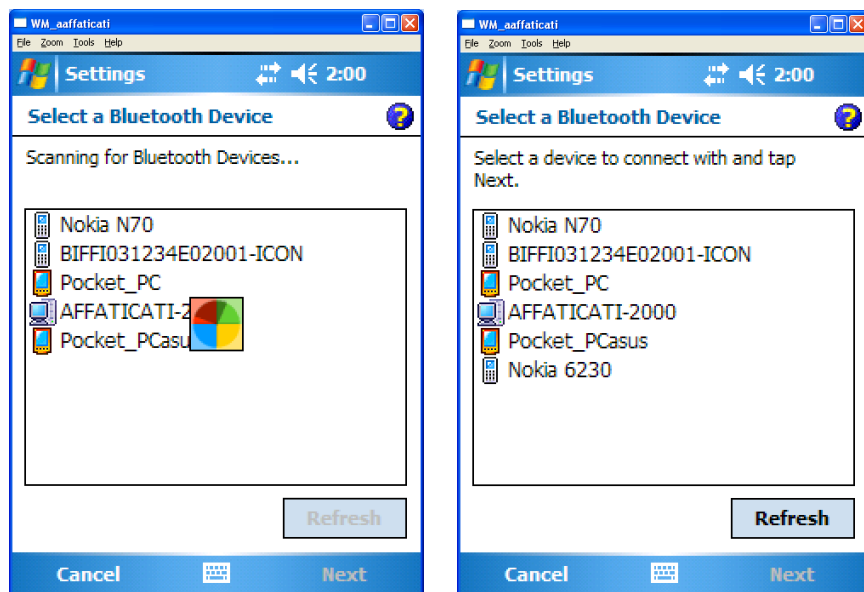 WM_aaffaticati
File Zoom Tools Help
Settings 2:00
Select a Bluetooth Device
Scanning for Bluetooth Devices...
Nokia N70
BIFFI031234E02001-ICON
Pocket_PC
AFFATICATI-2
Pocket_PCasu
Refresh
Cancel Next
WM_aaffaticati
File Zoom Tools Help
Settings 2:00
Select a Bluetooth Device
Select a device to connect with and tap
Next.
Nokia N70
BIFFI031234E02001-ICON
Pocket_PC
AFFATICATI-2000
Pocket_PCasus
Nokia 6230
Refresh
Cancel Next